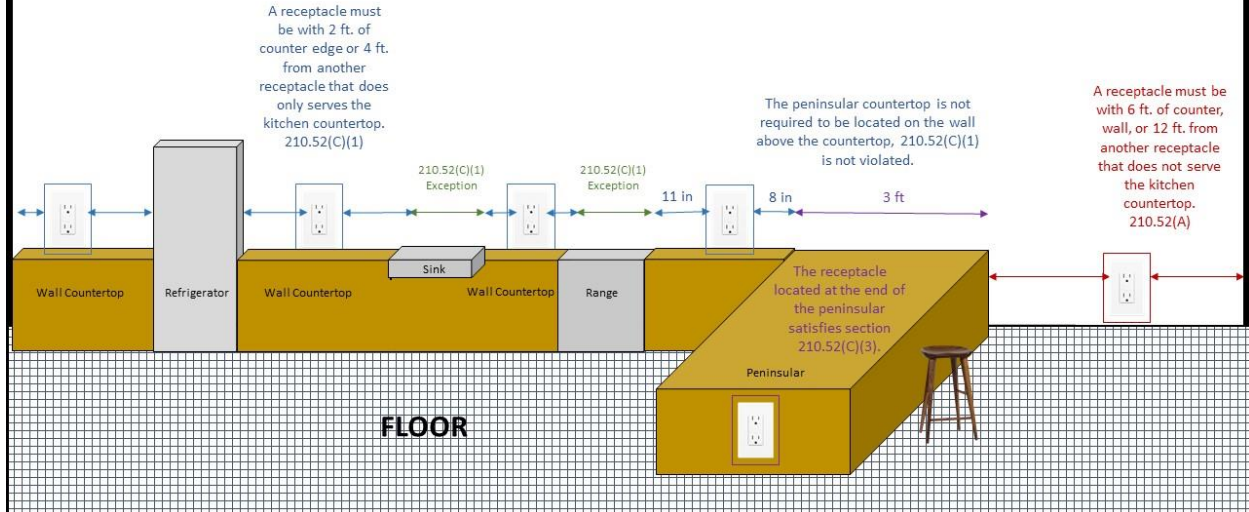 A receptacle must
be with 2 ft. of
counter edge or 4 ft.
from another
receptacle that does
only serves the
kitchen countertop.
210.52(C)(1)
The peninsular countertop is not
required to be located on the wall
above the countertop, 210.52(C)(1)
is not violated.
A receptacle must be
with 6 ft. of counter,
wall, or 12 ft. from
another receptacle
that does not serve
the kitchen
countertop.
210.52(A)
210.52(C)(1)
Exception
210.52(C)(1)
Exception
11 in
8 in
3 ft
Wall Countertop
Refrigerator
Wall Countertop
Sink
Wall Countertop
Range
The receptacle
located at the end of
the peninsular
satisfies section
210.52(C)(3).
Peninsular
FLOOR